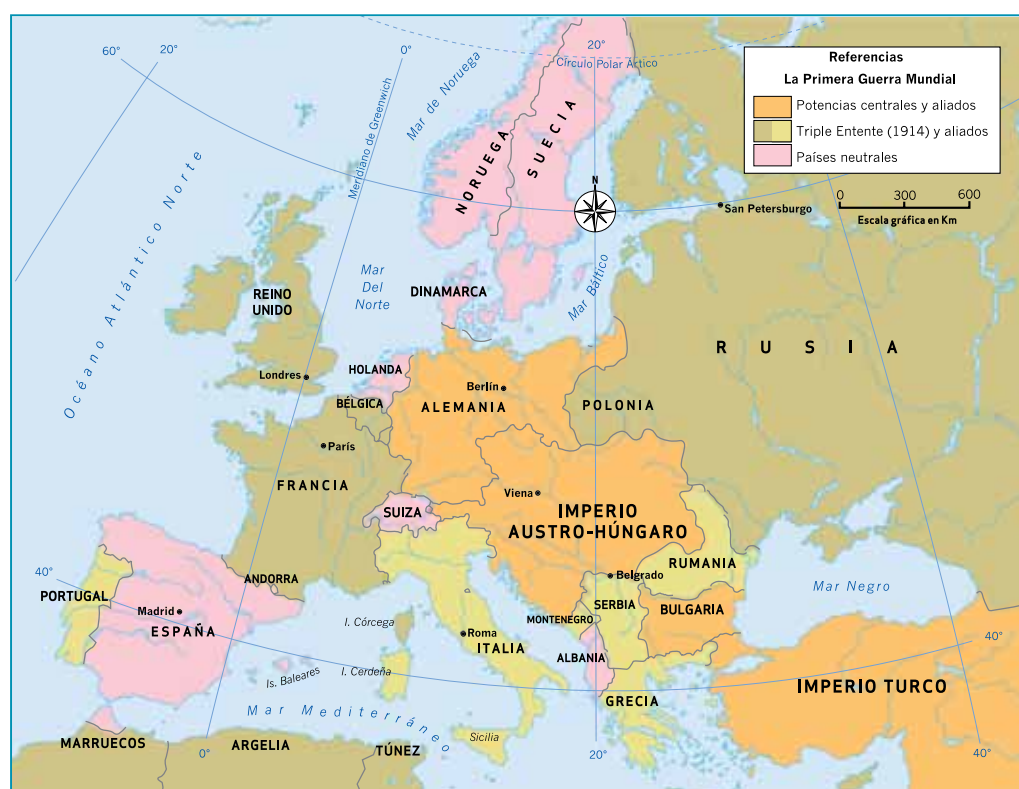 60°
20°
0°
20°
Círculo Polar Ártico
Mar de Noruega
Meridiano de Greenwich
Océano Atlántico Norte
Referencias
La Primera Guerra Mundial
Potencias centrales y aliados
Triple Entente (1914) y aliados
Países neutrales
0 300 600
Escala gráfica en Km
N
NORUEGA
SUECIA
San Petersburgo
Mar
Del
Norte
DINAMARCA
Mar Báltico
REINO
UNIDO
RUSIA
Londres
HOLANDA
Berlín
BÉLGICA
ALEMANIA
POLONIA
París
FRANCIA
Viena
SUIZA
IMPERIO
AUSTRO-HÚNGARO
RUMANIA
Belgrado
40°
ANDORRA
PORTUGAL
Mar Negro
Madrid
ESPAÑA
I. Córcega
SERBIA
BULGARIA
MONTENEGRO
Roma
ITALIA
40°
ALBANIA
Is. Baleares
I. Cerdeña
IMPERIO TURCO
GRECIA
Mar Mediterráneo
Sicilia
MARRUECOS
0°
ARGELIA
TÚNEZ
20°
40°